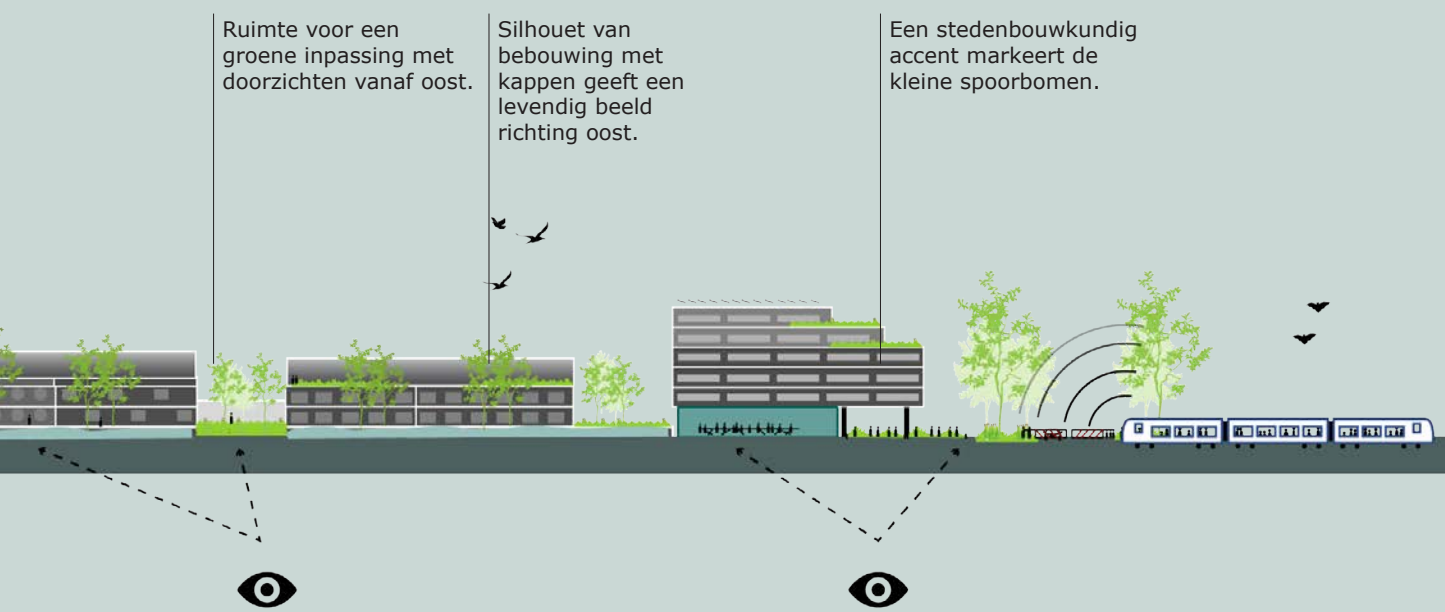 Ruimte voor een
groene inpassing met
doorzichten vanaf oost.
Silhouet van
bebouwing met
kappen geeft een
levendig beeld
richting oost.
Een stedenbouwkundig
accent markeert de
kleine spoorbomen.